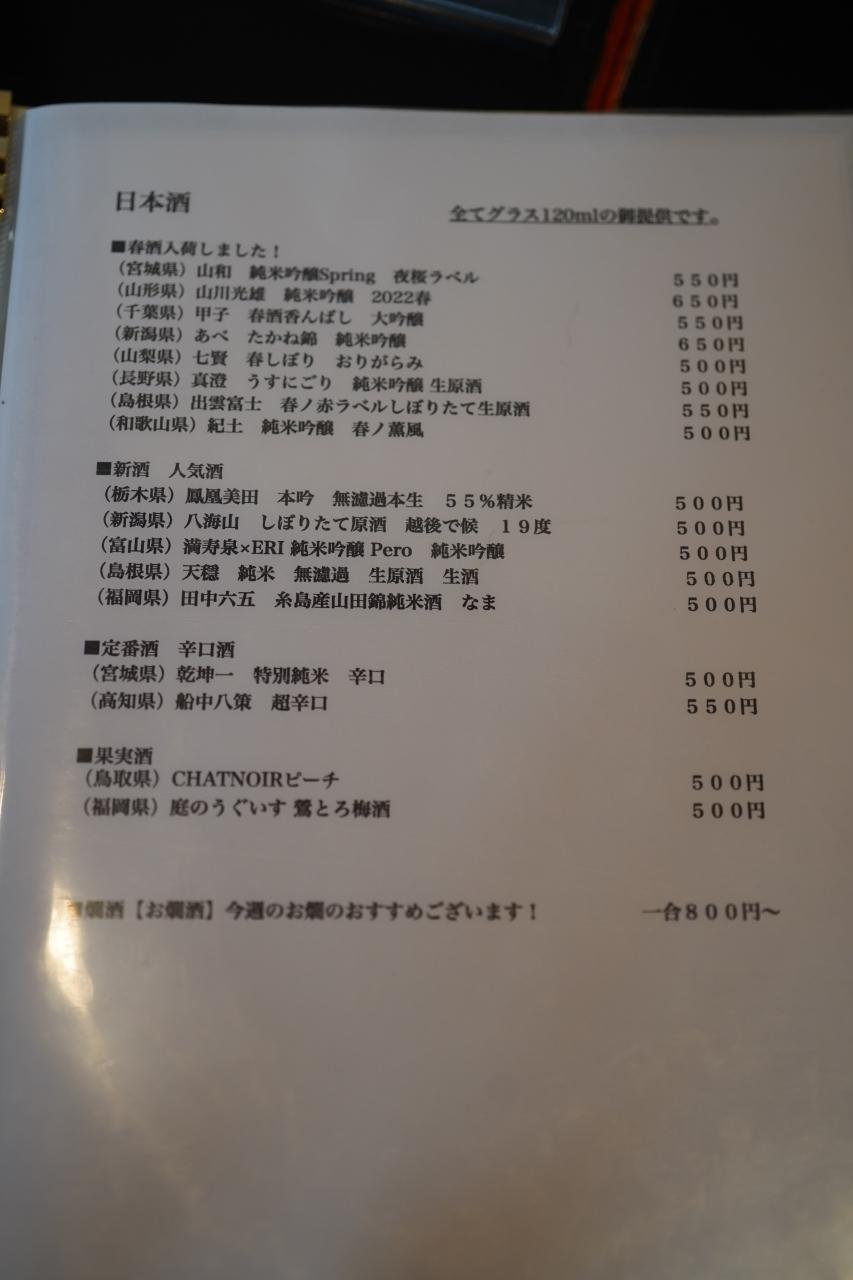 日本酒
全てグラス120mlの御提供です。
■春酒入荷しました！
（宮城県）山和　純米吟醸Spring　夜桜ラベル　５５０円
（山形県）山川光雄　純米吟醸　2022春　６５０円
（千葉県）甲子　春酒香んばし　大吟醸　５５０円
（新潟県）あべ　たかね錦　純米吟醸　６５０円
（山梨県）七賢　春しぼり　おりがらみ　５００円
（長野県）真澄　うすにごり　純米吟醸 生原酒　５００円
（島根県）出雲富士　春ノ赤ラベルしぼりたて生原酒　５５０円
（和歌山県）紀土　純米吟醸　春ノ薫風　５００円
■新酒　人気酒
（栃木県）鳳凰美田　本吟　無濾過本生　５５％精米　５００円
（新潟県）八海山　しぼりたて原酒　越後で候　１９度　５００円
（富山県）満寿泉×ERI 純米吟醸 Pero　純米吟醸　５００円
（島根県）天穏　純米　無濾過　生原酒　生酒　５００円
（福岡県）田中六五　糸島産山田錦純米酒　なま　５００円
■定番酒　辛口酒
（宮城県）乾坤一　特別純米　辛口　５００円
（高知県）船中八策　超辛口　５５０円
■果実酒
（鳥取県）CHATNOIRピーチ　５００円
（福岡県）庭のうぐいす 鶯とろ梅酒　５００円
燗酒【お燗酒】今週のお燗のおすすめございます！　一合８００円〜